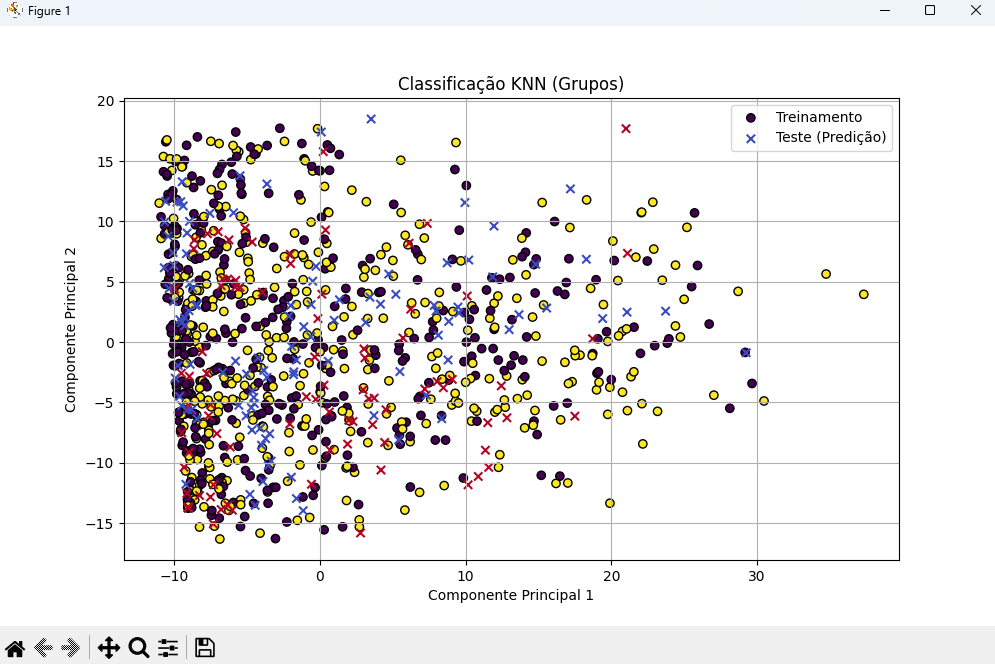 Figure 1
Classificação KNN (Grupos)
Treinamento
Teste (Predição)
Componente Principal 2
20
15
10
5
0
−5
−10
−15
−10 0 10 20 30
Componente Principal 1